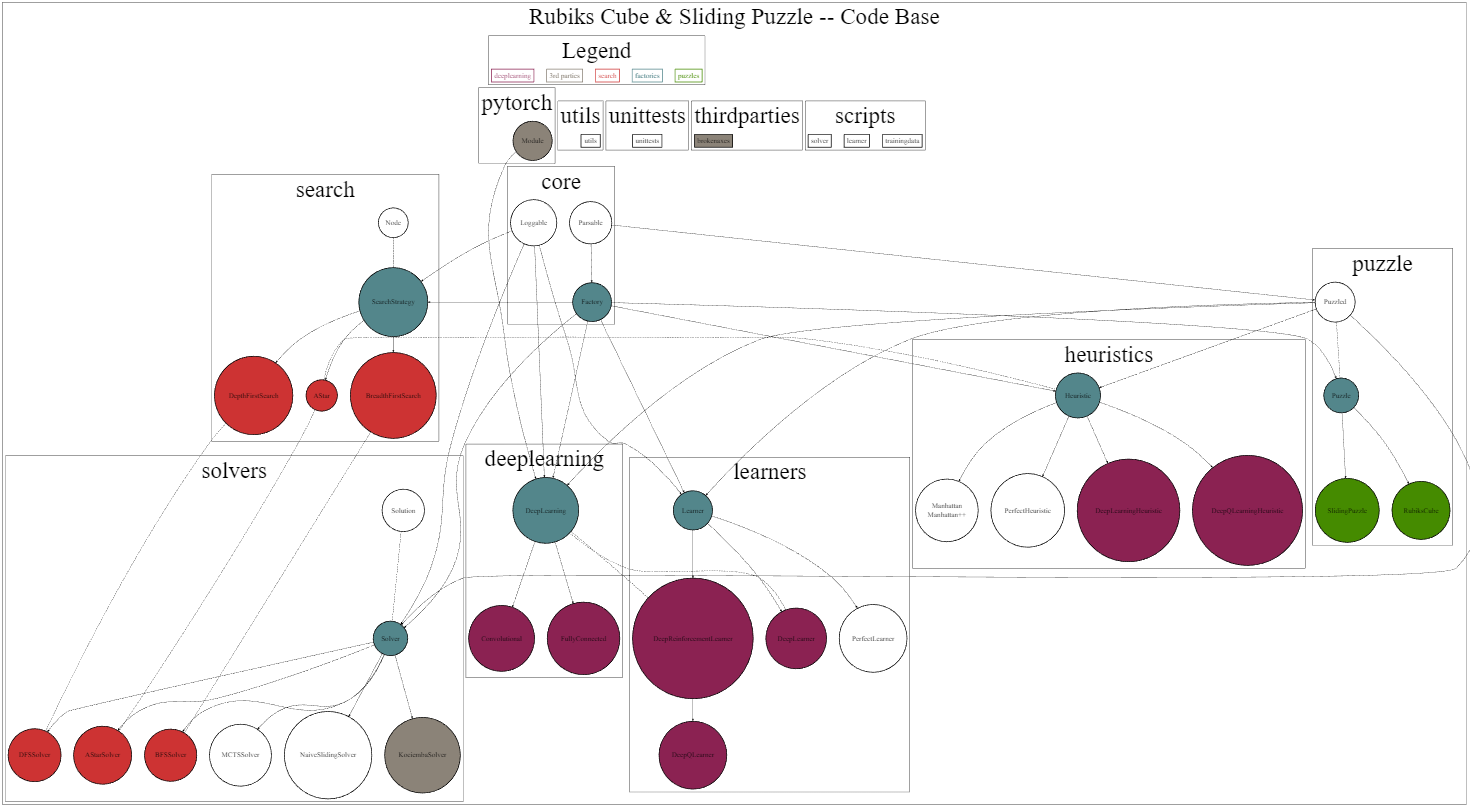 Rubiks Cube & Sliding Puzzle -- Code Base
Legend
deeplearning
3rd parties
search
factories
puzzles
pytorch
Module
utils
utils
unittests
unittests
thirdparties
brokenaxes
scripts
solver
learner
trainingdata
search
Node
SearchStrategy
DepthFirstSearch
AStar
BreadthFirstSearch
core
Loggable
Parsable
Factory
puzzle
Puzzled
Puzzle
SlidingPuzzle
RubiksCube
heuristics
Heuristic
Manhattan
Manhattan++
PerfectHeuristic
DeepLearningHeuristic
DeepQLearningHeuristic
solvers
Solution
Solver
DFSSolver
AStarSolver
BFSSolver
MCTSSolver
NaiveSlidingSolver
KociembaSolver
deeplearning
DeepLearning
Convolutional
FullyConnected
learners
Learner
DeepReinforcementLearner
DeepLearner
PerfectLearner
DeepQLearner